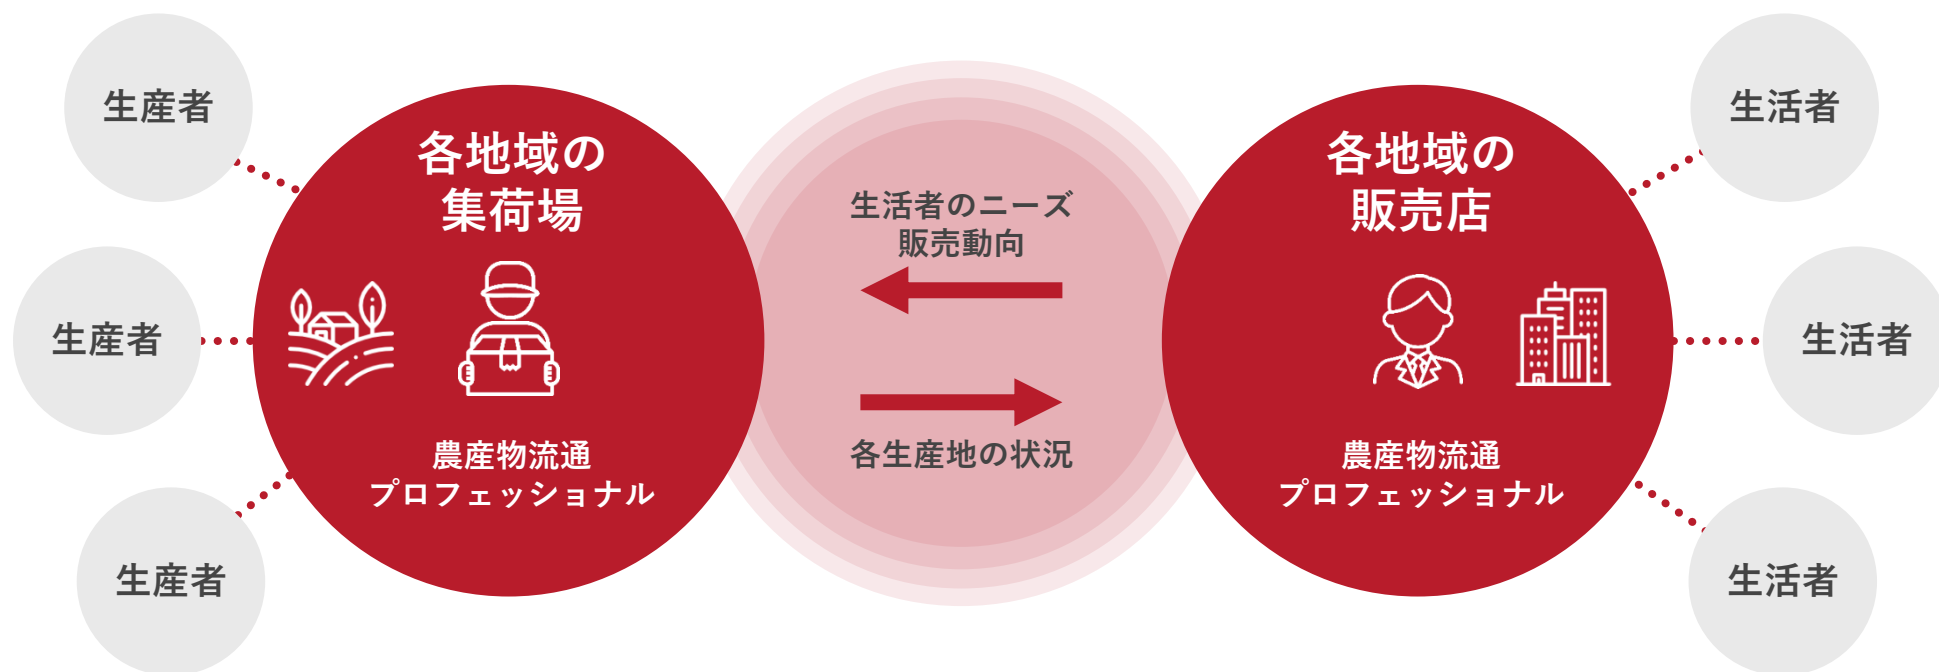 生産者
生産者
生産者
各地域の
集荷場
農産物流通
プロフェッショナル
生活者のニーズ
販売動向
各生産地の状況
各地域の
販売店
農産物流通
プロフェッショナル
生活者
生活者
生活者